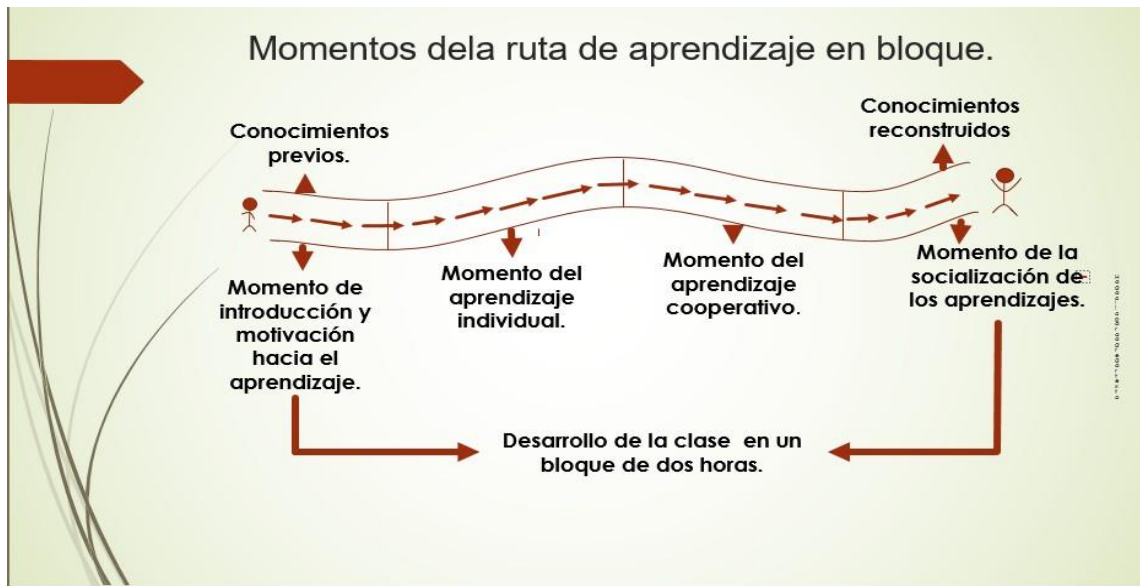 Momentos dela ruta de aprendizaje en bloque.
Conocimientos
previos.
Conocimientos
reconstruidos
Momento de
introducción y
motivación
hacia el
aprendizaje.
Momento del
aprendizaje
individual.
Momento del
aprendizaje
cooperativo.
Momento de la
socialización de
los aprendizajes.
Desarrollo de la clase en un
bloque de dos horas.